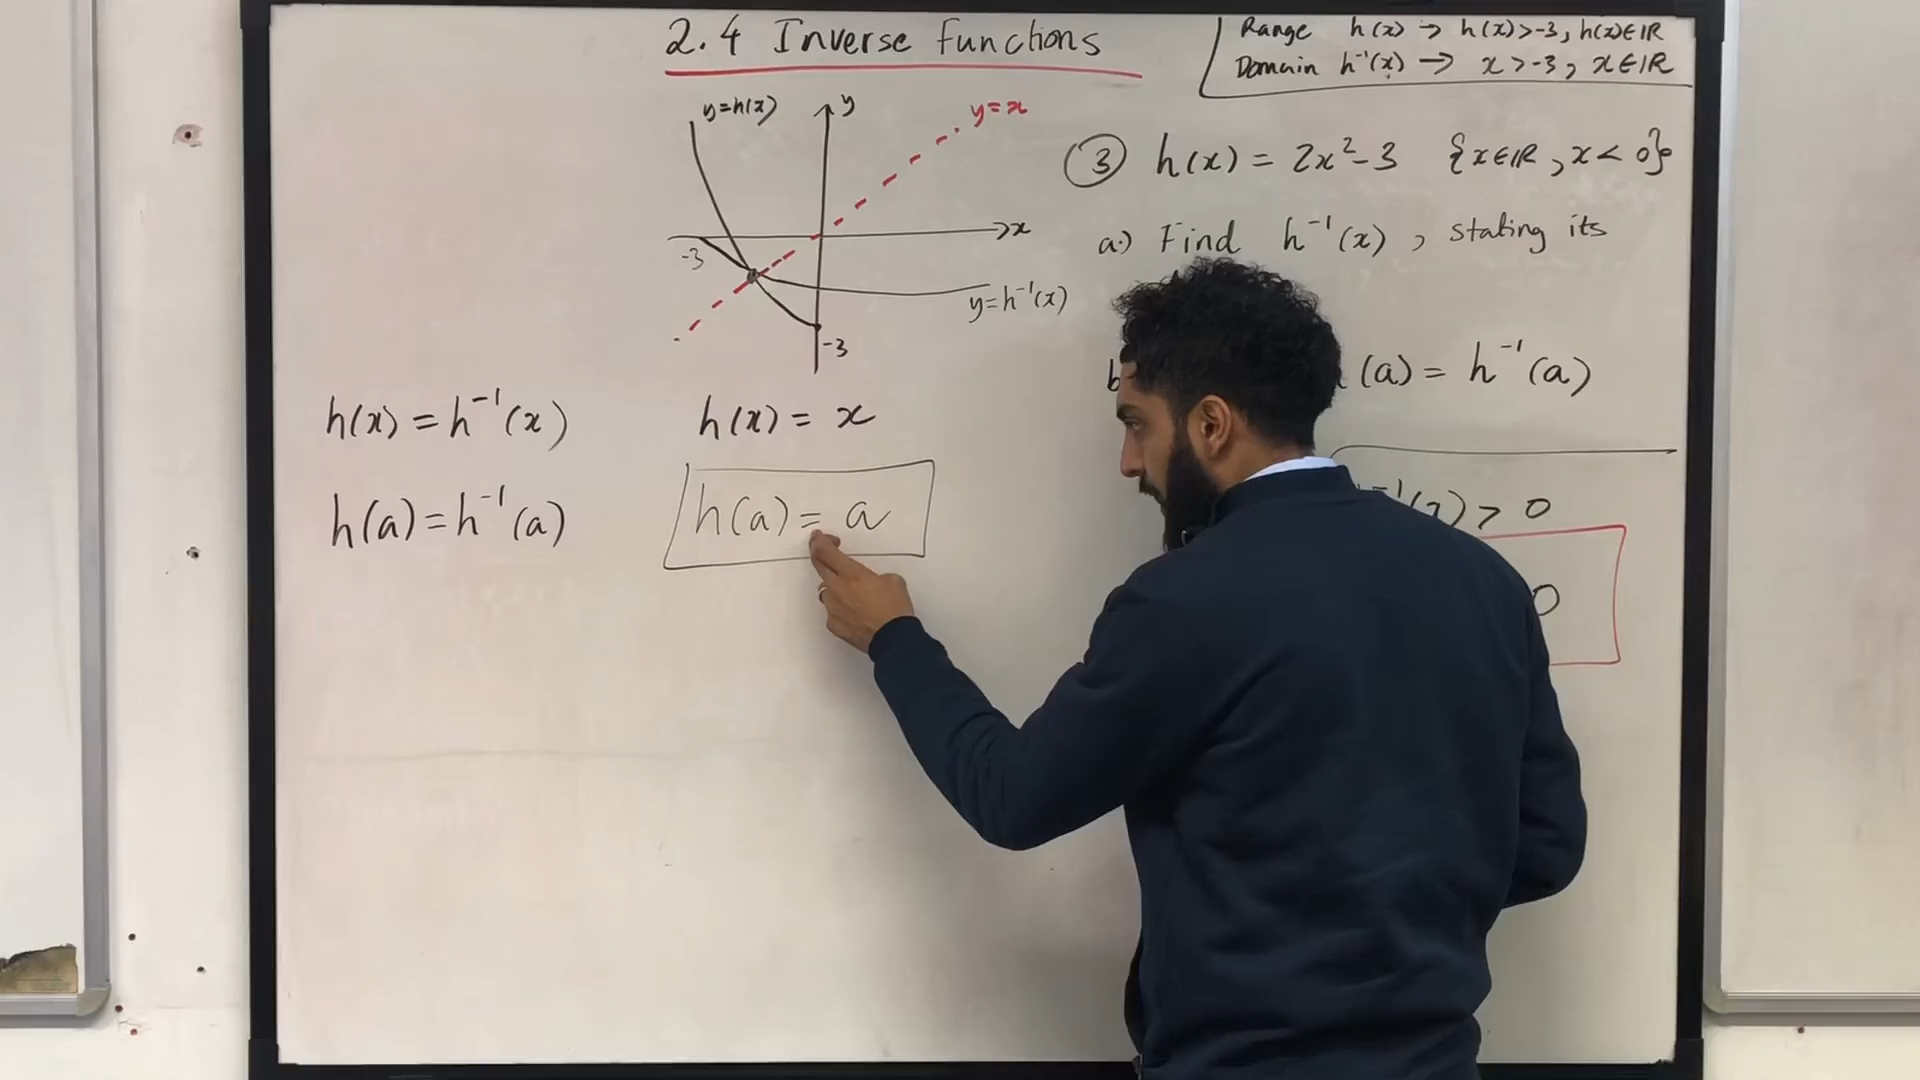 2.4 Inverse Functions
Range h(x) → h(x) > -3, h(x) ∈ ℝ
Domain h⁻¹(x) → x > -3, x ∈ ℝ
y=h(x)
y
y=x
-3
x
y=h⁻¹(x)
-3
③ h(x) = 2x² - 3 {x ∈ ℝ, x < 0}
a.) Find h⁻¹(x), stating its
b
(a) = h⁻¹(a)
h(x) = h⁻¹(x)
h(x) = x
h(a) = h⁻¹(a)
h(a) = a
> 0
0